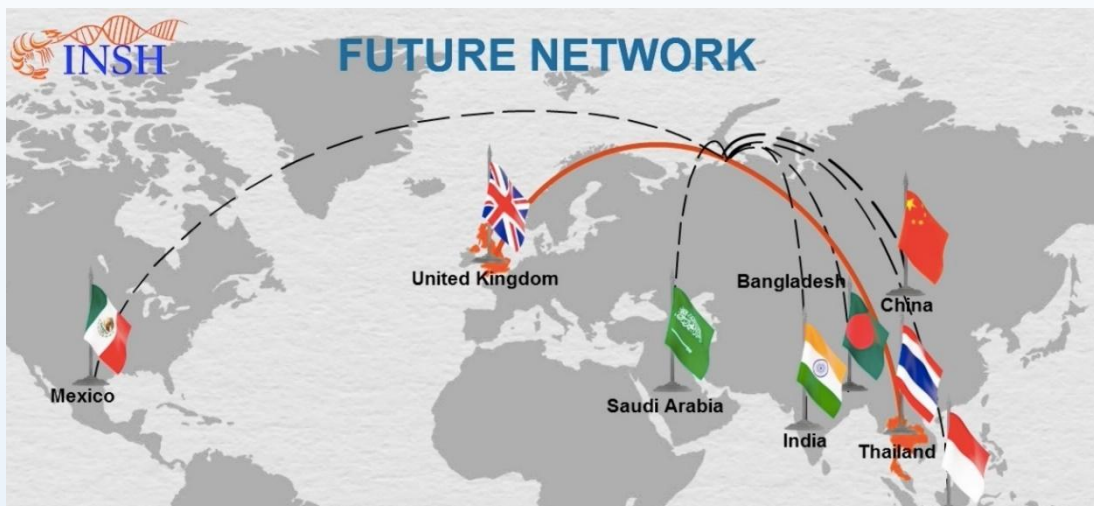 INSH
FUTURE NETWORK
United Kingdom
Bangladesh
China
Mexico
Saudi Arabia
India
Thailand